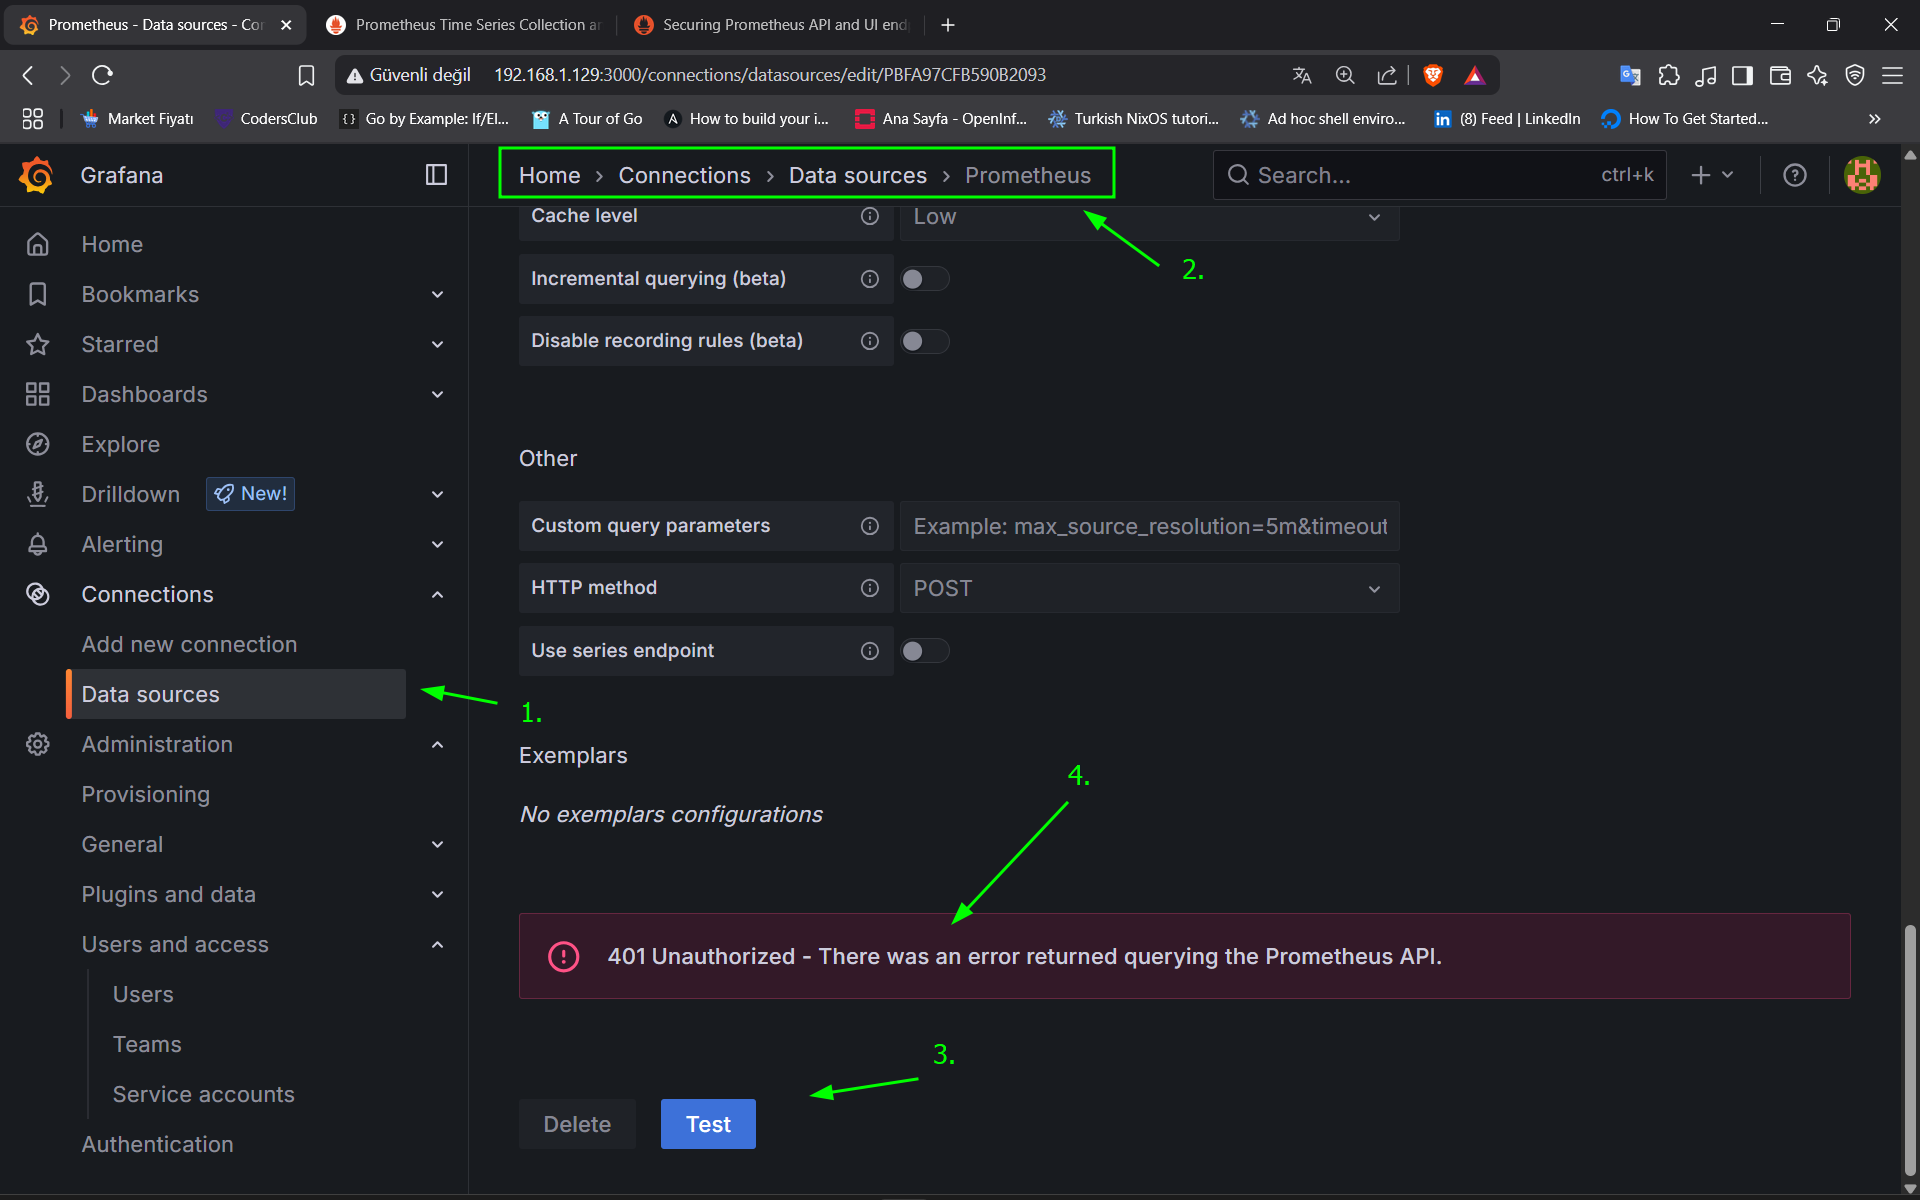 Prometheus - Data sources - Co
Prometheus Time Series Collection ar
Securing Prometheus API and UI end
Güvenli değil 192.168.1.129:3000/connections/datasources/edit/PBFA97CFB590B2093
Market Fiyatı
CodersClub
Go by Example: If/El...
A Tour of Go
How to build your i...
Ana Sayfa - OpenInf...
Turkish NixOS tutori...
Ad hoc shell enviro...
(8) Feed | LinkedIn
How To Get Started...
Grafana
Home › Connections › Data sources › Prometheus
Search... ctrl+k
2.
Home
Bookmarks
Starred
Dashboards
Explore
Drilldown New!
Alerting
Connections
Add new connection
Data sources
1.
Administration
Provisioning
General
Plugins and data
Users and access
Users
Teams
Service accounts
Authentication
Cache level Low
Incremental querying (beta)
Disable recording rules (beta)
Other
Custom query parameters Example: max_source_resolution=5m&timeout
HTTP method POST
Use series endpoint
Exemplars
4.
No exemplars configurations
401 Unauthorized - There was an error returned querying the Prometheus API.
3.
Delete Test